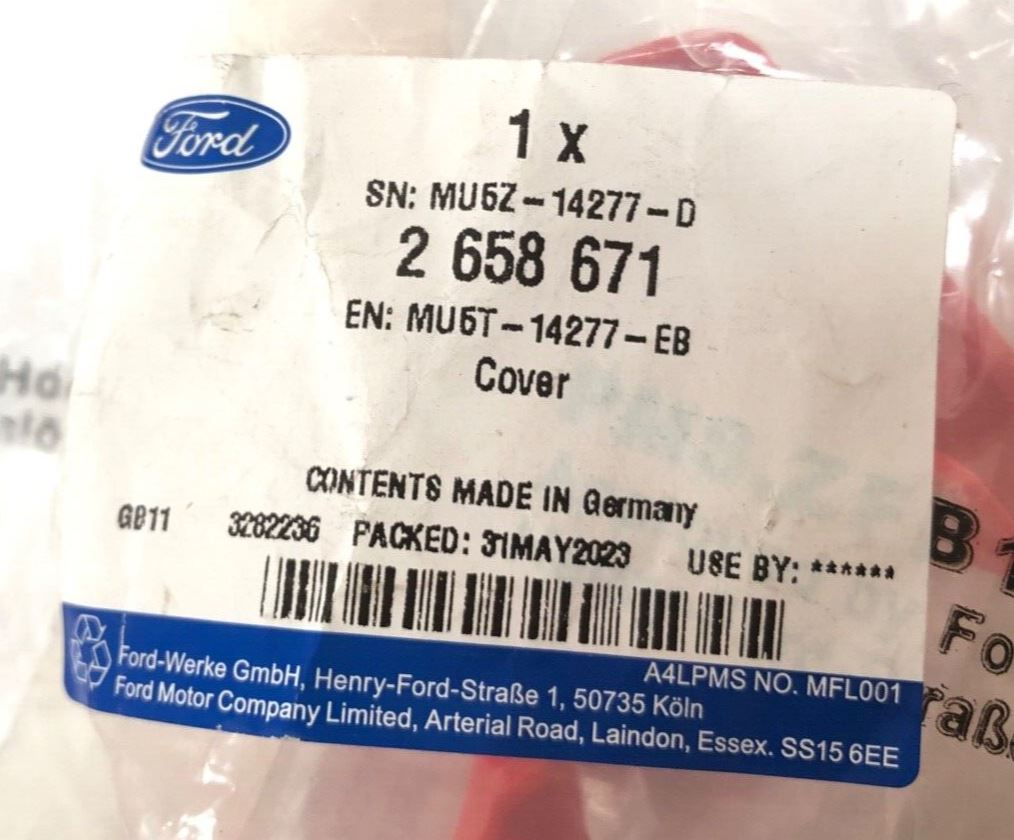 Ford
1 X
SN: MU5Z-14277-D
2 658 671
EN: MU5T-14277-EB
Cover
CONTENTS MADE IN Germany
GB11 3282236 PACKED: 31MAY2023 USE BY: ******
A4LPMS NO. MFL001
Ford-Werke GmbH, Henry-Ford-Straße 1, 50735 Köln
Ford Motor Company Limited, Arterial Road, Laindon, Essex. SS15 6EE